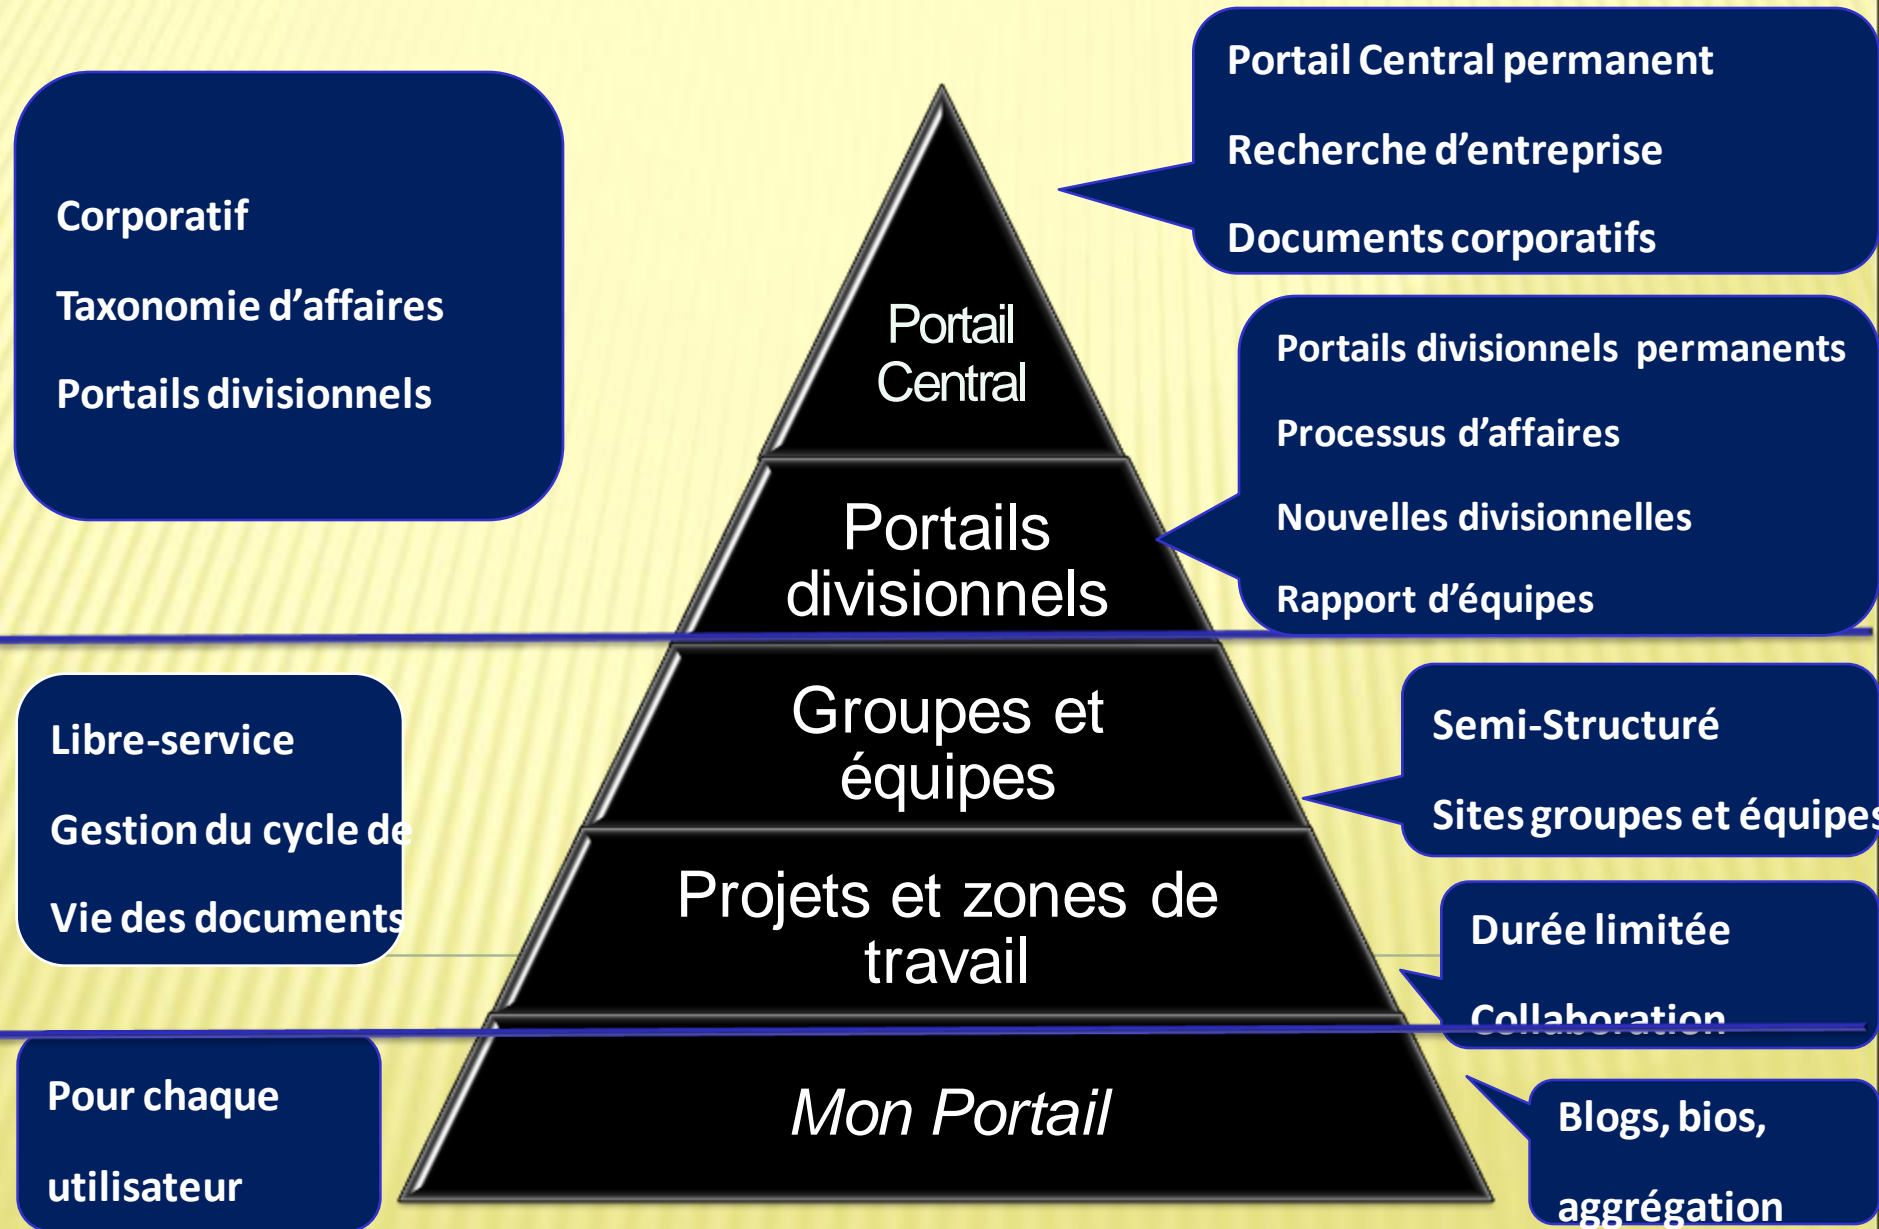 Corporatif
Taxonomie d’affaires
Portails divisionnels
Portail Central permanent
Recherche d’entreprise
Documents corporatifs
Portail
Central
Portails divisionnels permanents
Processus d’affaires
Nouvelles divisionnelles
Rapport d’équipes
Portails
divisionnels
Libre-service
Gestion du cycle de
Vie des documents
Groupes et
équipes
Semi-Structuré
Sites groupes et équipes
Projets et zones de
travail
Durée limitée
Collaboration
Pour chaque
utilisateur
Mon Portail
Blogs, bios,
aggrégation